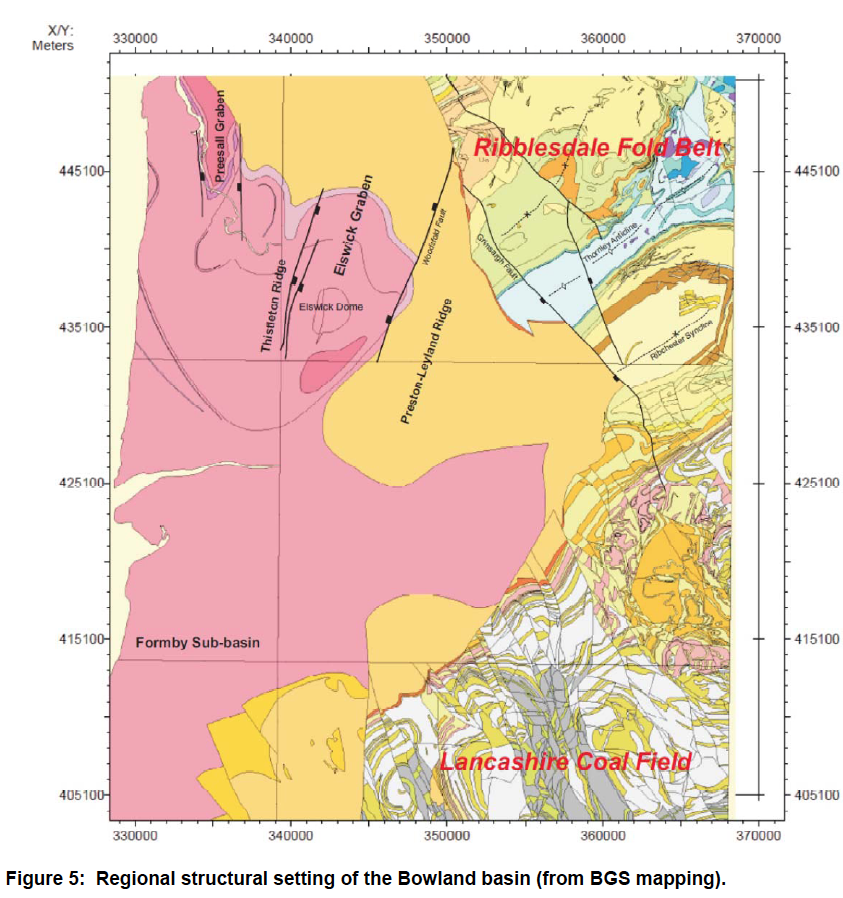 X/Y:
Meters
330000 340000 350000 360000 370000
445100 445100
435100 435100
425100 425100
415100 415100
405100 405100
Preesall Graben
Ribblesdale Fold Belt
Elswick Graben
Woodsfold Fault
Grimsargh Fault
Thornley Anticline
Thistleton Ridge
Elswick Dome
Preston-Leyland Ridge
Ribchester Syncline
Formby Sub-basin
Lancashire Coal Field
330000 340000 350000 360000 370000
Figure 5: Regional structural setting of the Bowland basin (from BGS mapping).